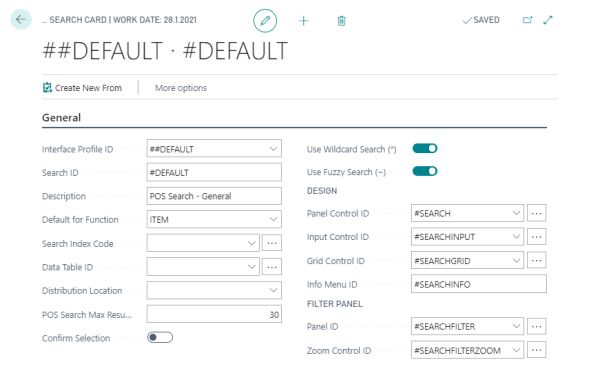 ... SEARCH CARD | WORK DATE: 28.1.2021
SAVED
##DEFAULT · #DEFAULT
Create New From
More options
General
Interface Profile ID
##DEFAULT
Search ID
#DEFAULT
Description
POS Search - General
Default for Function
ITEM
Search Index Code
Data Table ID
Distribution Location
POS Search Max Resu...
30
Confirm Selection
Use Wildcard Search (*)
Use Fuzzy Search (~)
DESIGN
Panel Control ID
#SEARCH
Input Control ID
#SEARCHINPUT
Grid Control ID
#SEARCHGRID
Info Menu ID
#SEARCHINFO
FILTER PANEL
Panel ID
#SEARCHFILTER
Zoom Control ID
#SEARCHFILTERZOOM